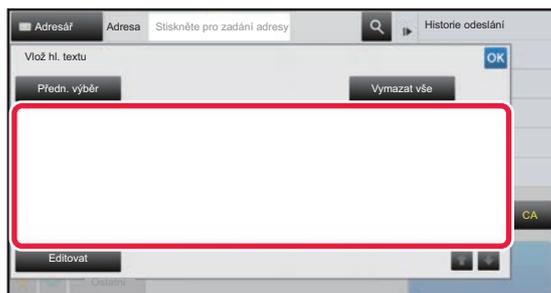 Adresář Adresa Stiskněte pro zadání adresy Historie odeslání
Vlož hl. textu OK
Předn. výběr Vymazat vše
CA
Editovat
Ostatní